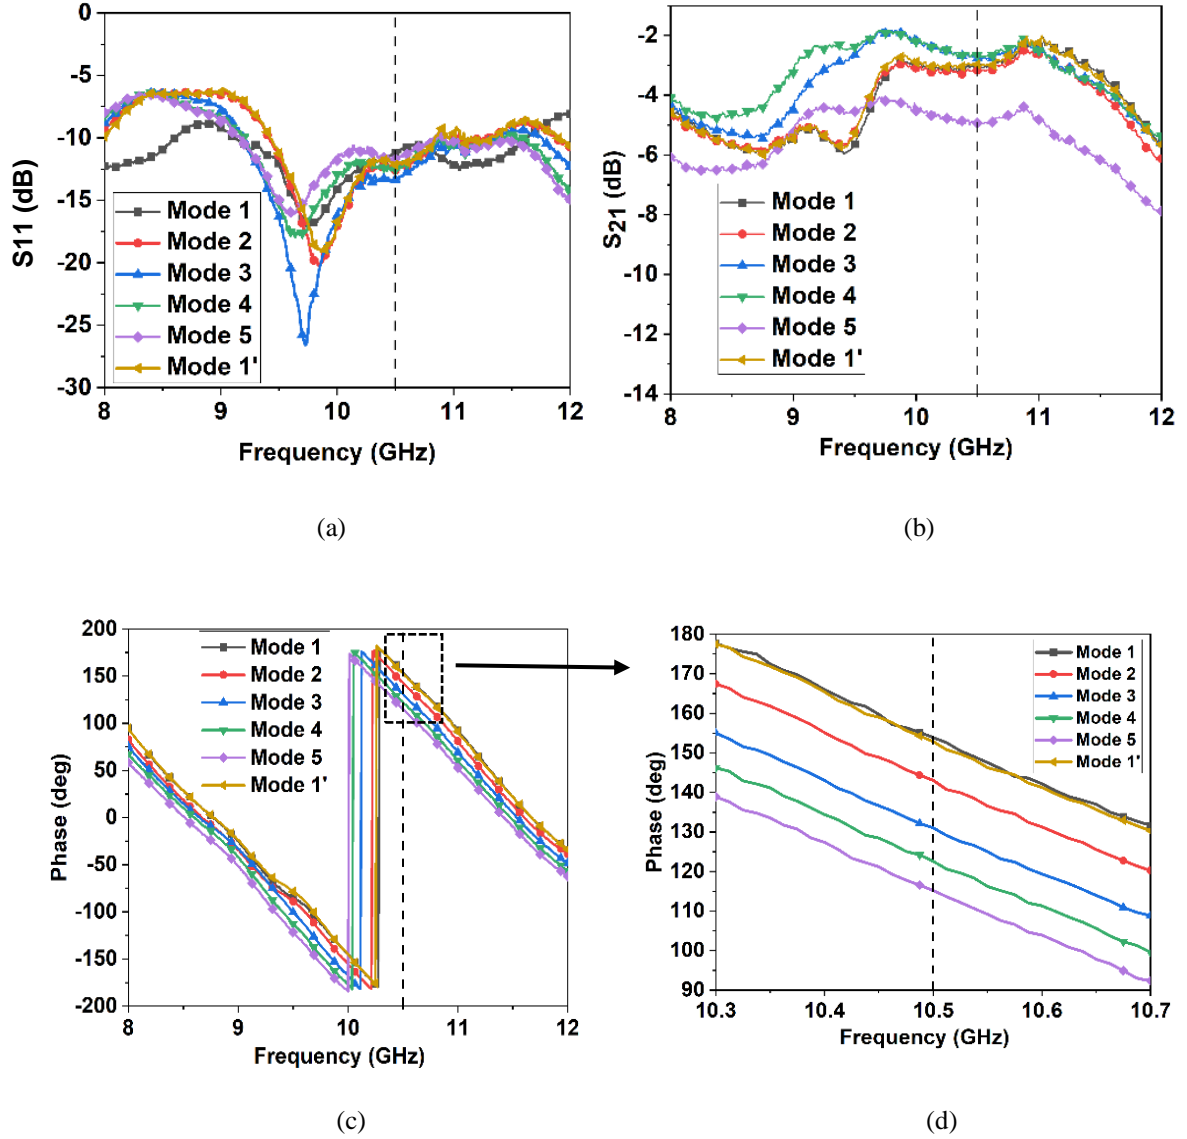 0
-5
-10
-15
-20
-25
-30
S11 (dB)
Mode 1
Mode 2
Mode 3
Mode 4
Mode 5
Mode 1'
8 9 10 11 12
Frequency (GHz)
(a)
-2
-4
-6
-8
-10
-12
-14
S21 (dB)
Mode 1
Mode 2
Mode 3
Mode 4
Mode 5
Mode 1'
8 9 10 11 12
Frequency (GHz)
(b)
200
150
100
50
0
-50
-100
-150
-200
Phase (deg)
Mode 1
Mode 2
Mode 3
Mode 4
Mode 5
Mode 1'
8 9 10 11 12
Frequency (GHz)
(c)
180
170
160
150
140
130
120
110
100
90
Phase (deg)
Mode 1
Mode 2
Mode 3
Mode 4
Mode 5
Mode 1'
10.3 10.4 10.5 10.6 10.7
Frequency (GHz)
(d)